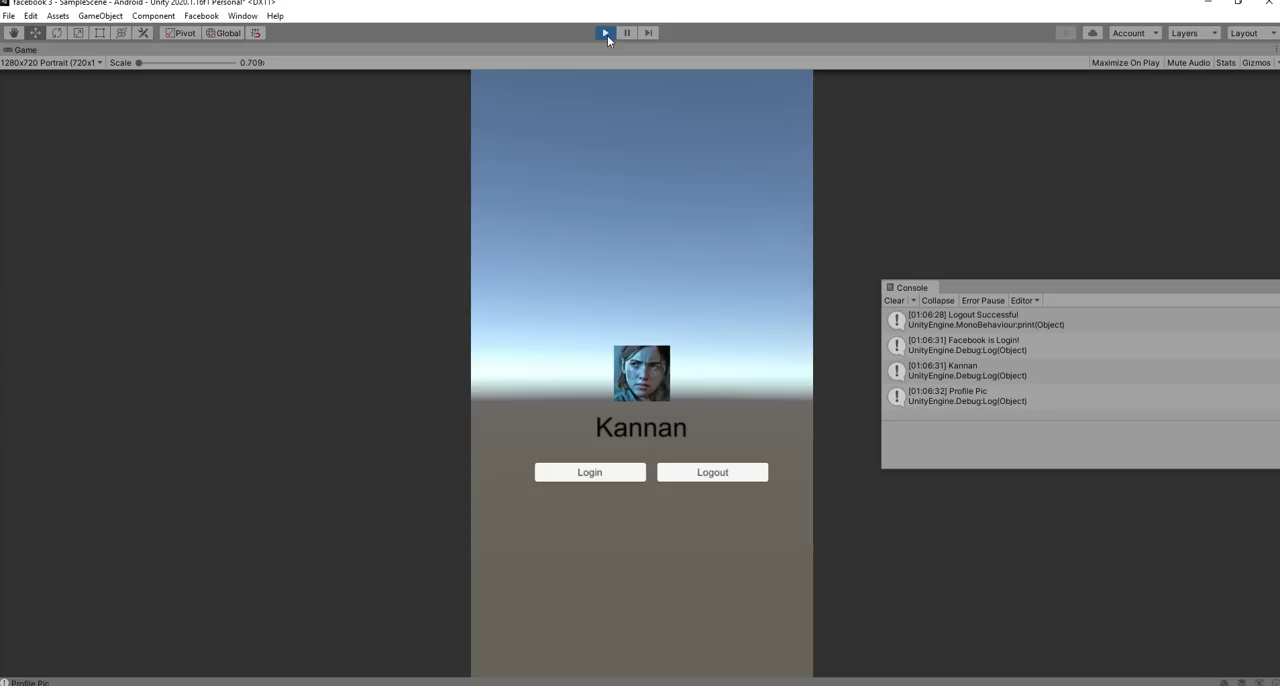 facebook 3 - SampleScene - Android - Unity 2020.1.16f1 Personal* <DX11>
File Edit Assets GameObject Component Facebook Window Help
Pivot Global Account Layers Layout
Game
1280x720 Portrait (720x1 Scale 0.709 Maximize On Play Mute Audio Stats Gizmos
Console
Clear Collapse Error Pause Editor
[01:06:28] Logout Successful
UnityEngine.MonoBehaviour:print(Object)
[01:06:31] Facebook is Login!
UnityEngine.Debug:Log(Object)
[01:06:31] Kannan
UnityEngine.Debug:Log(Object)
[01:06:32] Profile Pic
UnityEngine.Debug:Log(Object)
Kannan
Login Logout
Profile Pic